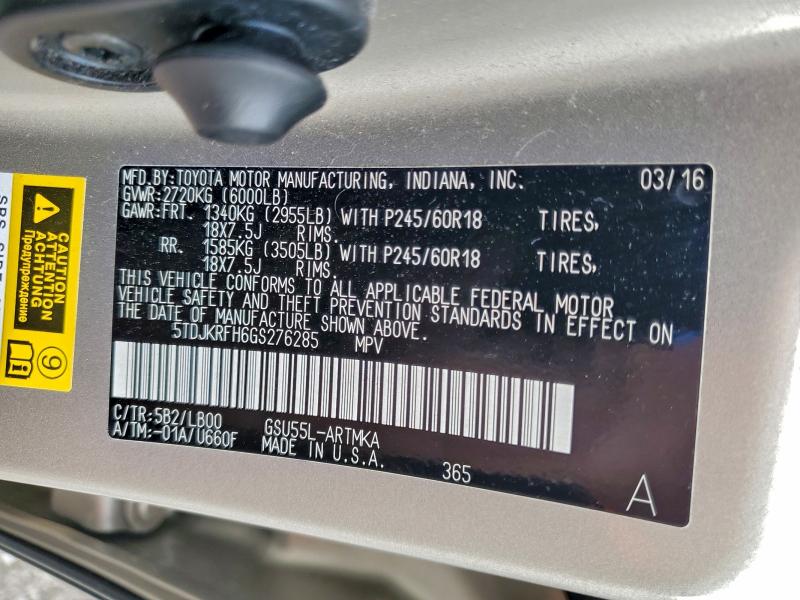 MFD.BY:TOYOTA MOTOR MANUFACTURING, INDIANA, INC. 03/16
GVWR:2720KG (6000LB)
GAWR:FRT. 1340KG (2955LB) WITH P245/60R18 TIRES,
18X7.5J RIMS.
RR. 1585KG (3505LB) WITH P245/60R18 TIRES,
18X7.5J RIMS.
THIS VEHICLE CONFORMS TO ALL APPLICABLE FEDERAL MOTOR
VEHICLE SAFETY AND THEFT PREVENTION STANDARDS IN EFFECT ON
THE DATE OF MANUFACTURE SHOWN ABOVE.
5TDJKRFH6GS276285 MPV
C/TR:5B2/LB00 GSU55L-ARTMKA
A/TM:-01A/U660F MADE IN U.S.A.
365
A
CAUTION
ATTENTION
ACHTUNG
Предупреждение
9